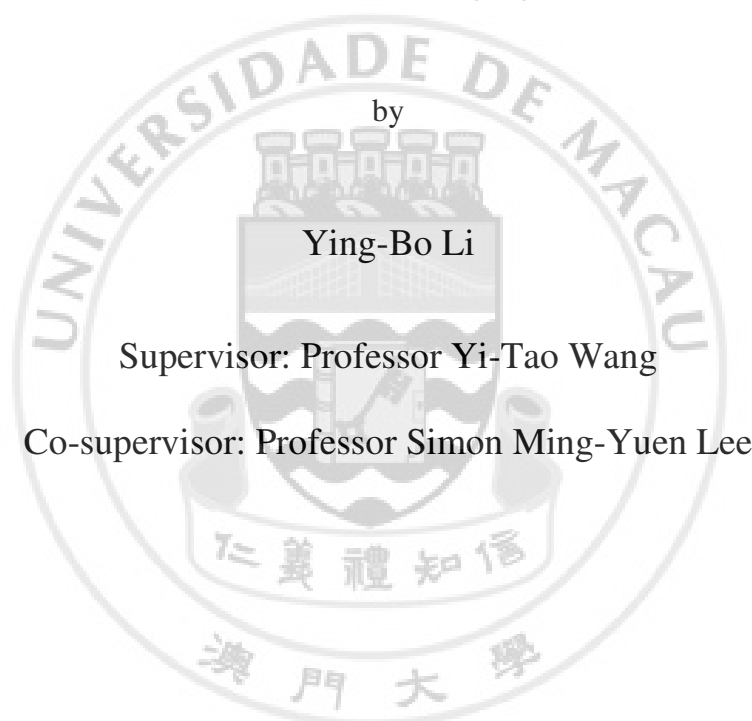 UNIVERSIDADE DE MACAU
by
Ying-Bo Li
Supervisor: Professor Yi-Tao Wang
Co-supervisor: Professor Simon Ming-Yuen Lee
仁義禮知信
澳門大學